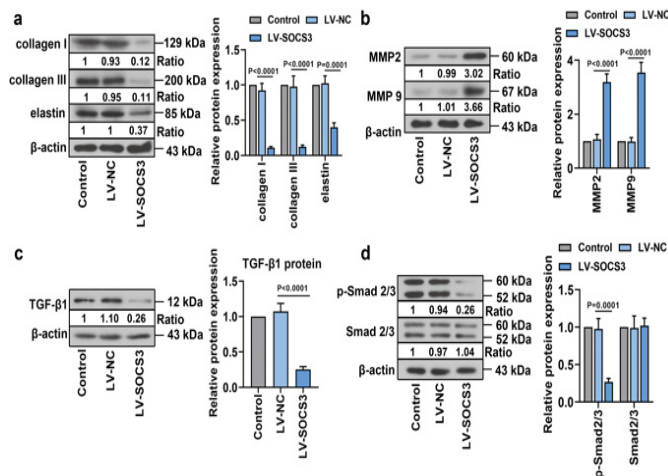 a
collagen I
129 kDa
1 0.93 0.12 Ratio
collagen III
200 kDa
1 0.95 0.11 Ratio
elastin
85 kDa
1 1 0.37 Ratio
β-actin
43 kDa
Control
LV-NC
LV-SOCS3
Control LV-NC
LV-SOCS3
Relative protein expression
1.5
1.0
0.5
0.0
P<0.0001
P<0.0001
P=0.0001
collagen I
collagen III
elastin
b
MMP2
60 kDa
1 0.99 3.02 Ratio
MMP 9
67 kDa
1 1.01 3.66 Ratio
β-actin
43 kDa
Control
LV-NC
LV-SOCS3
Control LV-NC
LV-SOCS3
Relative protein expression
4
3
2
1
0
P<0.0001
P<0.0001
MMP2
MMP9
c
TGF-β1
12 kDa
1 1.10 0.26 Ratio
β-actin
43 kDa
Control
LV-NC
LV-SOCS3
TGF-β1 protein
Relative protein expression
1.5
1.0
0.5
0.0
P<0.0001
Control
LV-NC
LV-SOCS3
d
p-Smad 2/3
60 kDa
52 kDa
1 0.94 0.26 Ratio
Smad 2/3
60 kDa
52 kDa
1 0.97 1.04 Ratio
β-actin
43 kDa
Control
LV-NC
LV-SOCS3
Control
LV-NC
LV-SOCS3
Relative protein expression
1.5
1.0
0.5
0.0
P=0.0001
p-Smad2/3
Smad2/3